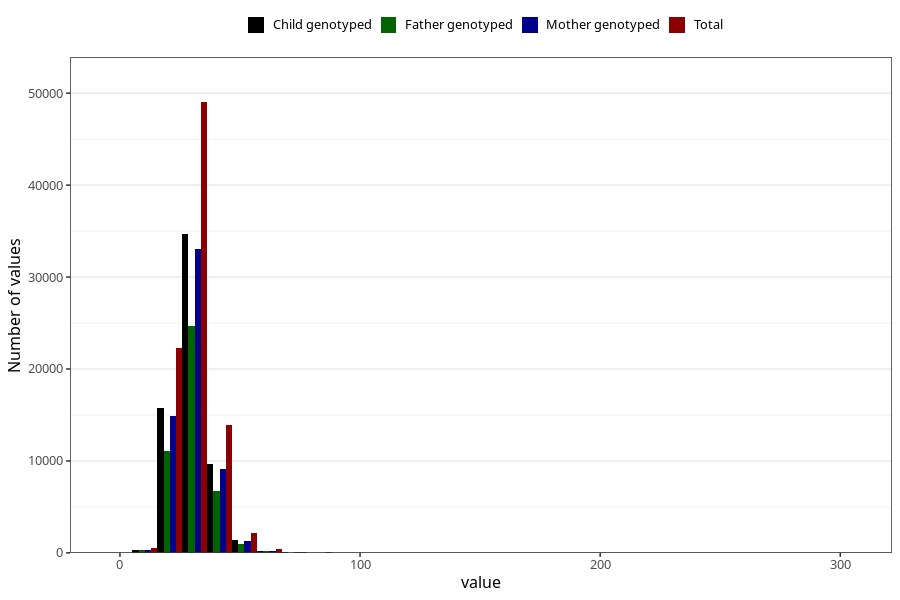 Child genotyped Father genotyped Mother genotyped Total
50000
40000
30000
20000
10000
0
Number of values
0 100 200 300
value